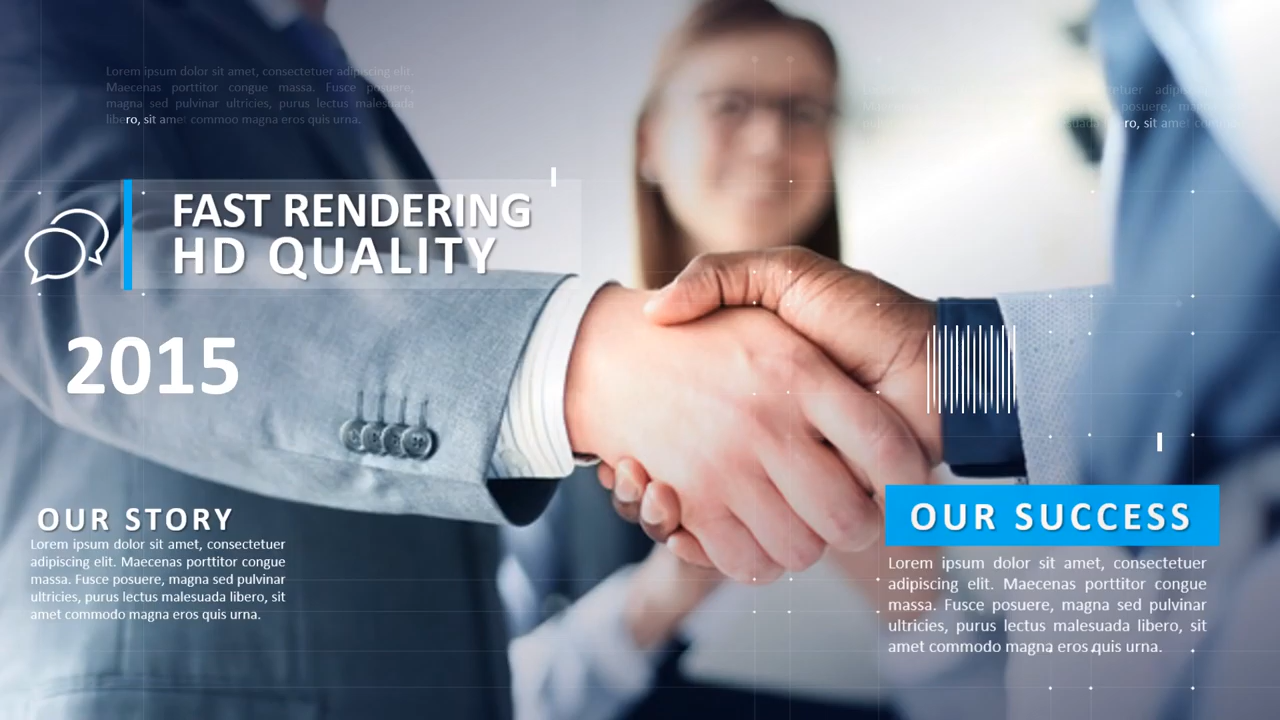 Lorem ipsum dolor sit amet, consectetuer adipiscing elit.
Maecenas porttitor congue massa. Fusce posuere,
magna sed pulvinar ultricies, purus lectus malesuada
libero, sit amet commoo magna eros quis urna.
FAST RENDERING
HD QUALITY
2015
OUR STORY
Lorem ipsum dolor sit amet, consectetuer
adipiscing elit. Maecenas porttitor congue
massa. Fusce posuere, magna sed pulvinar
ultricies, purus lectus malesuada libero, sit
amet commodo magna eros quis urna.
OUR SUCCESS
Lorem ipsum dolor sit amet, consectetuer
adipiscing elit. Maecenas porttitor congue
massa. Fusce posuere, magna sed pulvinar
ultricies, purus lectus malesuada libero, sit
amet commodo magna eros quis urna.